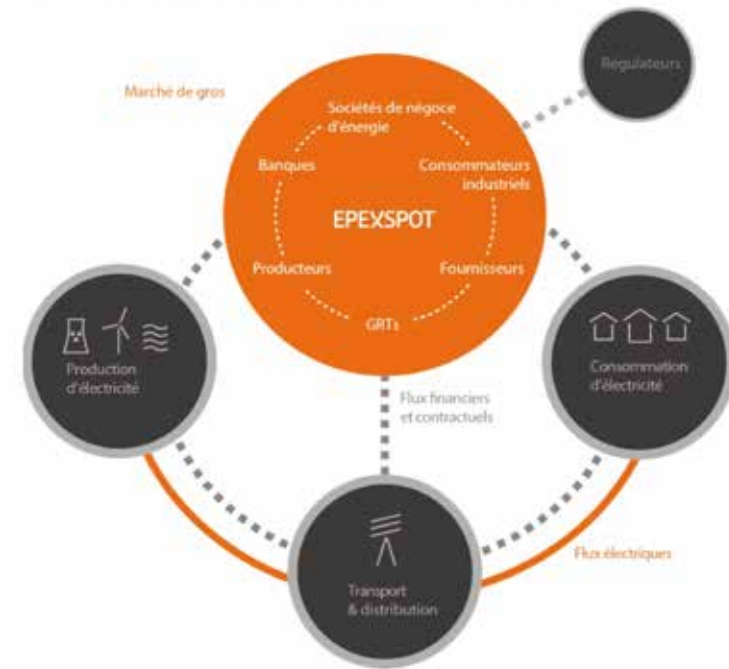 Régulateurs
Marché de gros
Sociétés de négoce
d'énergie
Banques
Consommateurs
industriels
EPEXSPOT
Producteurs
Fournisseurs
GRTs
Production
d'électricité
Consommation
d'électricité
Flux financiers
et contractuels
Flux électriques
Transport
& distribution